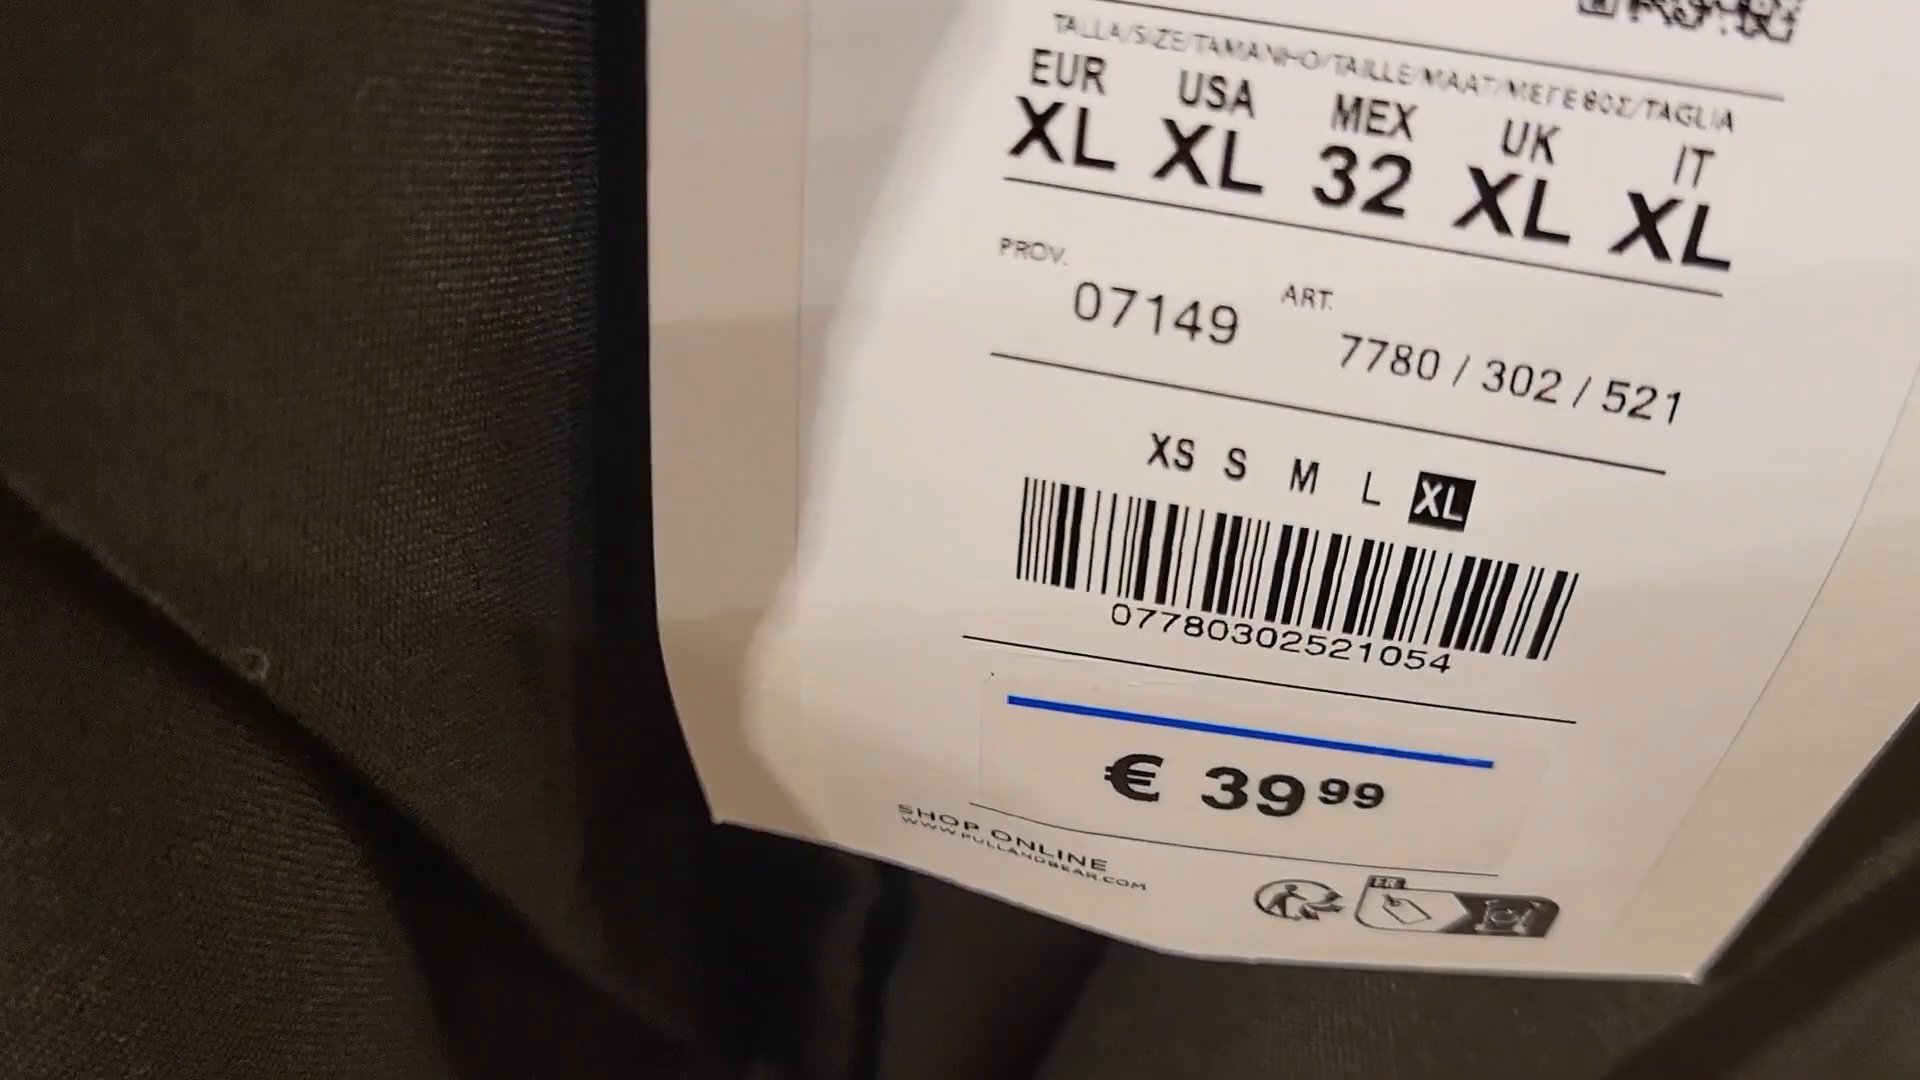 TALLA/SIZE/TAMANHO/TAILLE/MAAT/ΜΕΓΕΘΟΣ/TAGLIA
EUR USA MEX UK IT
XL XL 32 XL XL
PROV. 07149 ART. 7780 / 302 / 521
XS S M L XL
07780302521054
€ 39 99
SHOP ONLINE
WWW.PULLANDBEAR.COM
FR